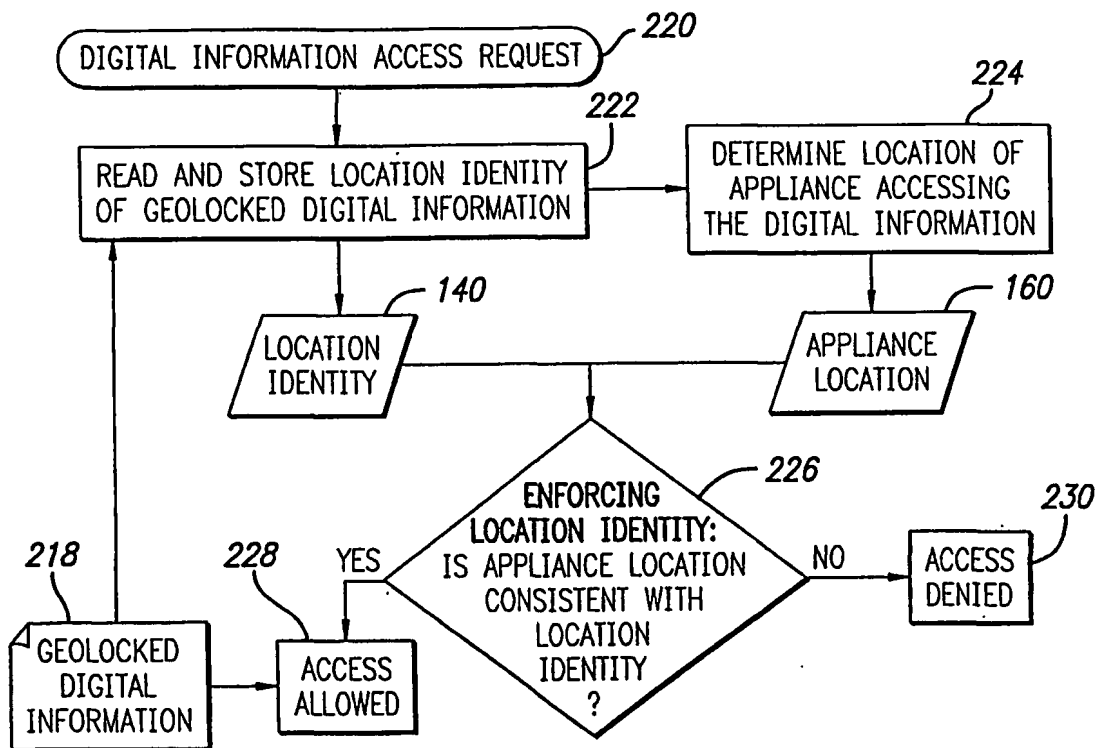 220
DIGITAL INFORMATION ACCESS REQUEST
222
224
READ AND STORE LOCATION IDENTITY
OF GEOLOCKED DIGITAL INFORMATION
DETERMINE LOCATION OF
APPLIANCE ACCESSING
THE DIGITAL INFORMATION
140
160
LOCATION
IDENTITY
APPLIANCE
LOCATION
226
ENFORCING
LOCATION IDENTITY:
IS APPLIANCE LOCATION
CONSISTENT WITH
LOCATION
IDENTITY
?
YES
NO
230
ACCESS
DENIED
218
228
GEOLOCKED
DIGITAL
INFORMATION
ACCESS
ALLOWED